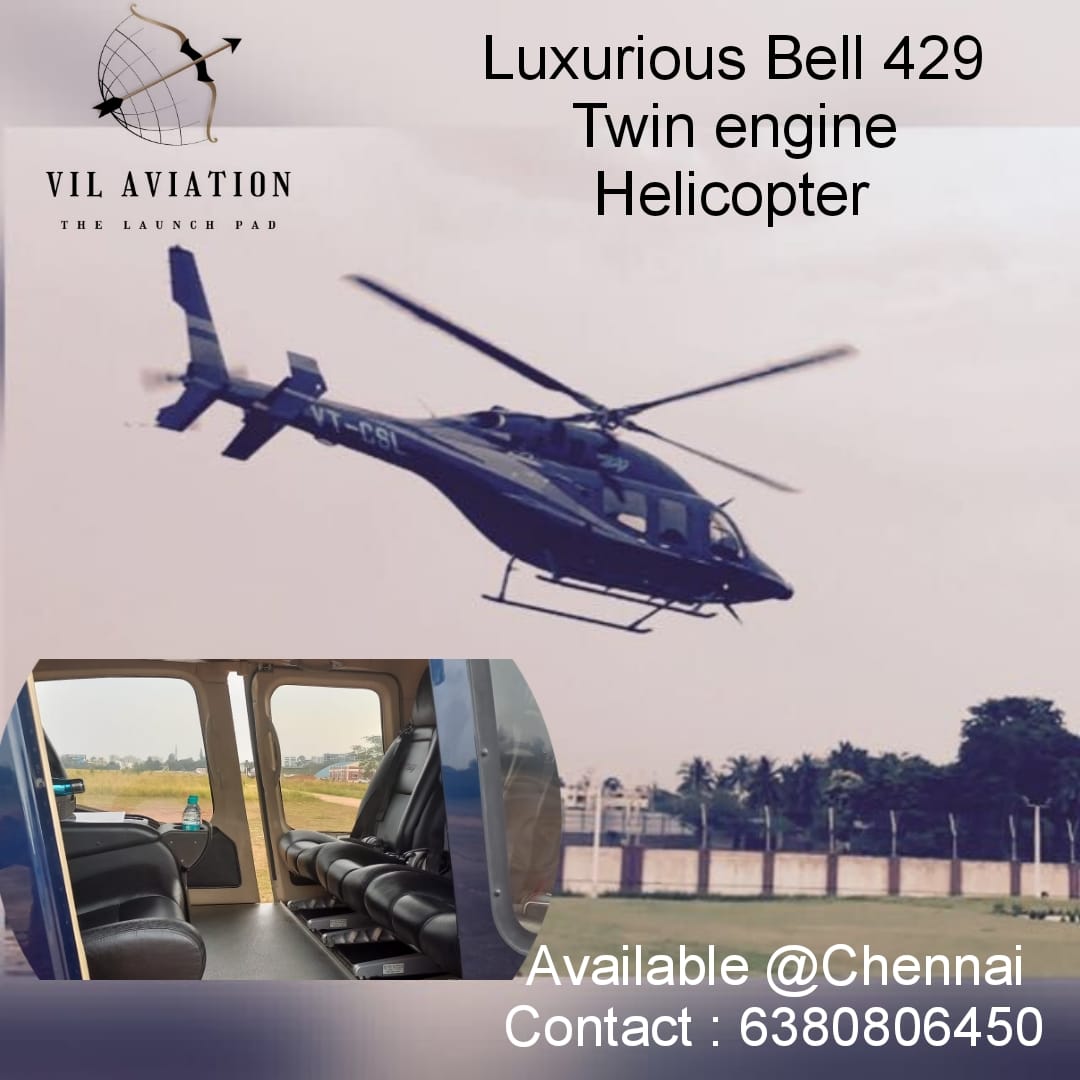 VIL AVIATION
THE LAUNCH PAD
Luxurious Bell 429
Twin engine
Helicopter
VT-CSL
Available @Chennai
Contact : 6380806450